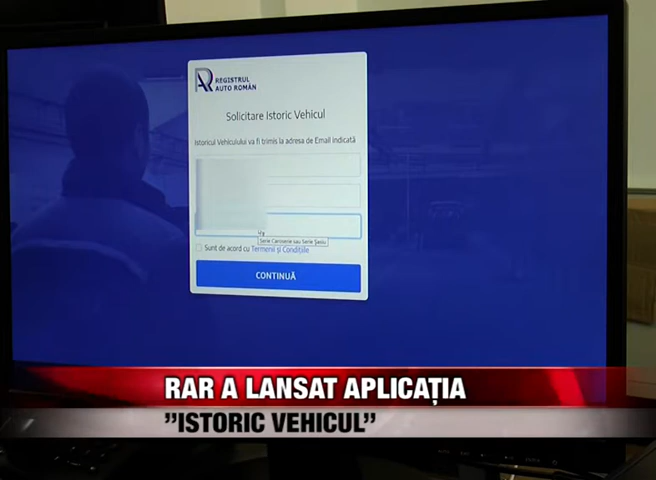 REGISTRUL
AUTO ROMÂN
Solicitare Istoric Vehicul
Istoricul Vehiculului va fi trimis la adresa de Email indicată
Serie Caroserie sau Serie Șasiu
Sunt de acord cu Termenii și Condițiile
CONTINUĂ
RAR A LANSAT APLICAȚIA
”ISTORIC VEHICUL”